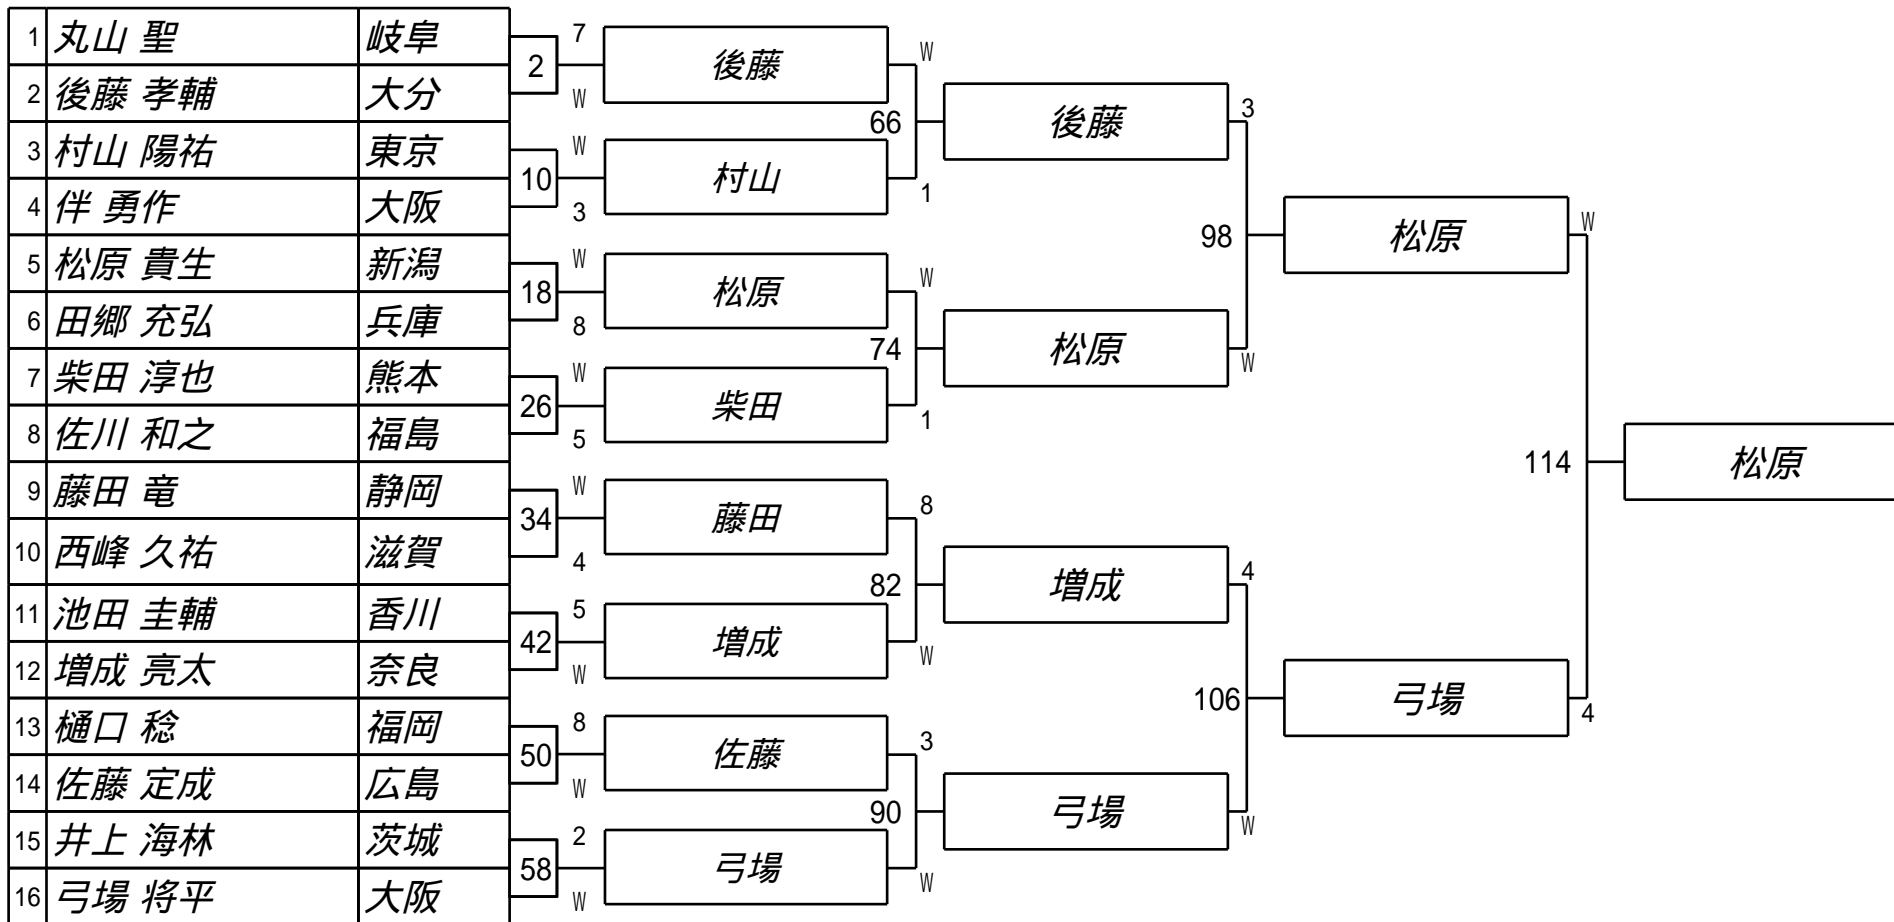 1 丸山 聖 岐阜
2 後藤 孝輔 大分
3 村山 陽祐 東京
4 伴 勇作 大阪
5 松原 貴生 新潟
6 田郷 充弘 兵庫
7 柴田 淳也 熊本
8 佐川 和之 福島
9 藤田 竜 静岡
10 西峰 久祐 滋賀
11 池田 圭輔 香川
12 増成 亮太 奈良
13 樋口 稔 福岡
14 佐藤 定成 広島
15 井上 海林 茨城
16 弓場 将平 大阪
7
2
W
W
10
3
W
18
8
W
26
5
W
34
4
5
42
W
8
50
W
2
58
W
後藤
村山
松原
柴田
藤田
増成
佐藤
弓場
W
66
1
W
74
1
8
82
W
3
90
W
後藤
松原
増成
弓場
3
98
W
4
106
W
松原
弓場
W
114
4
松原